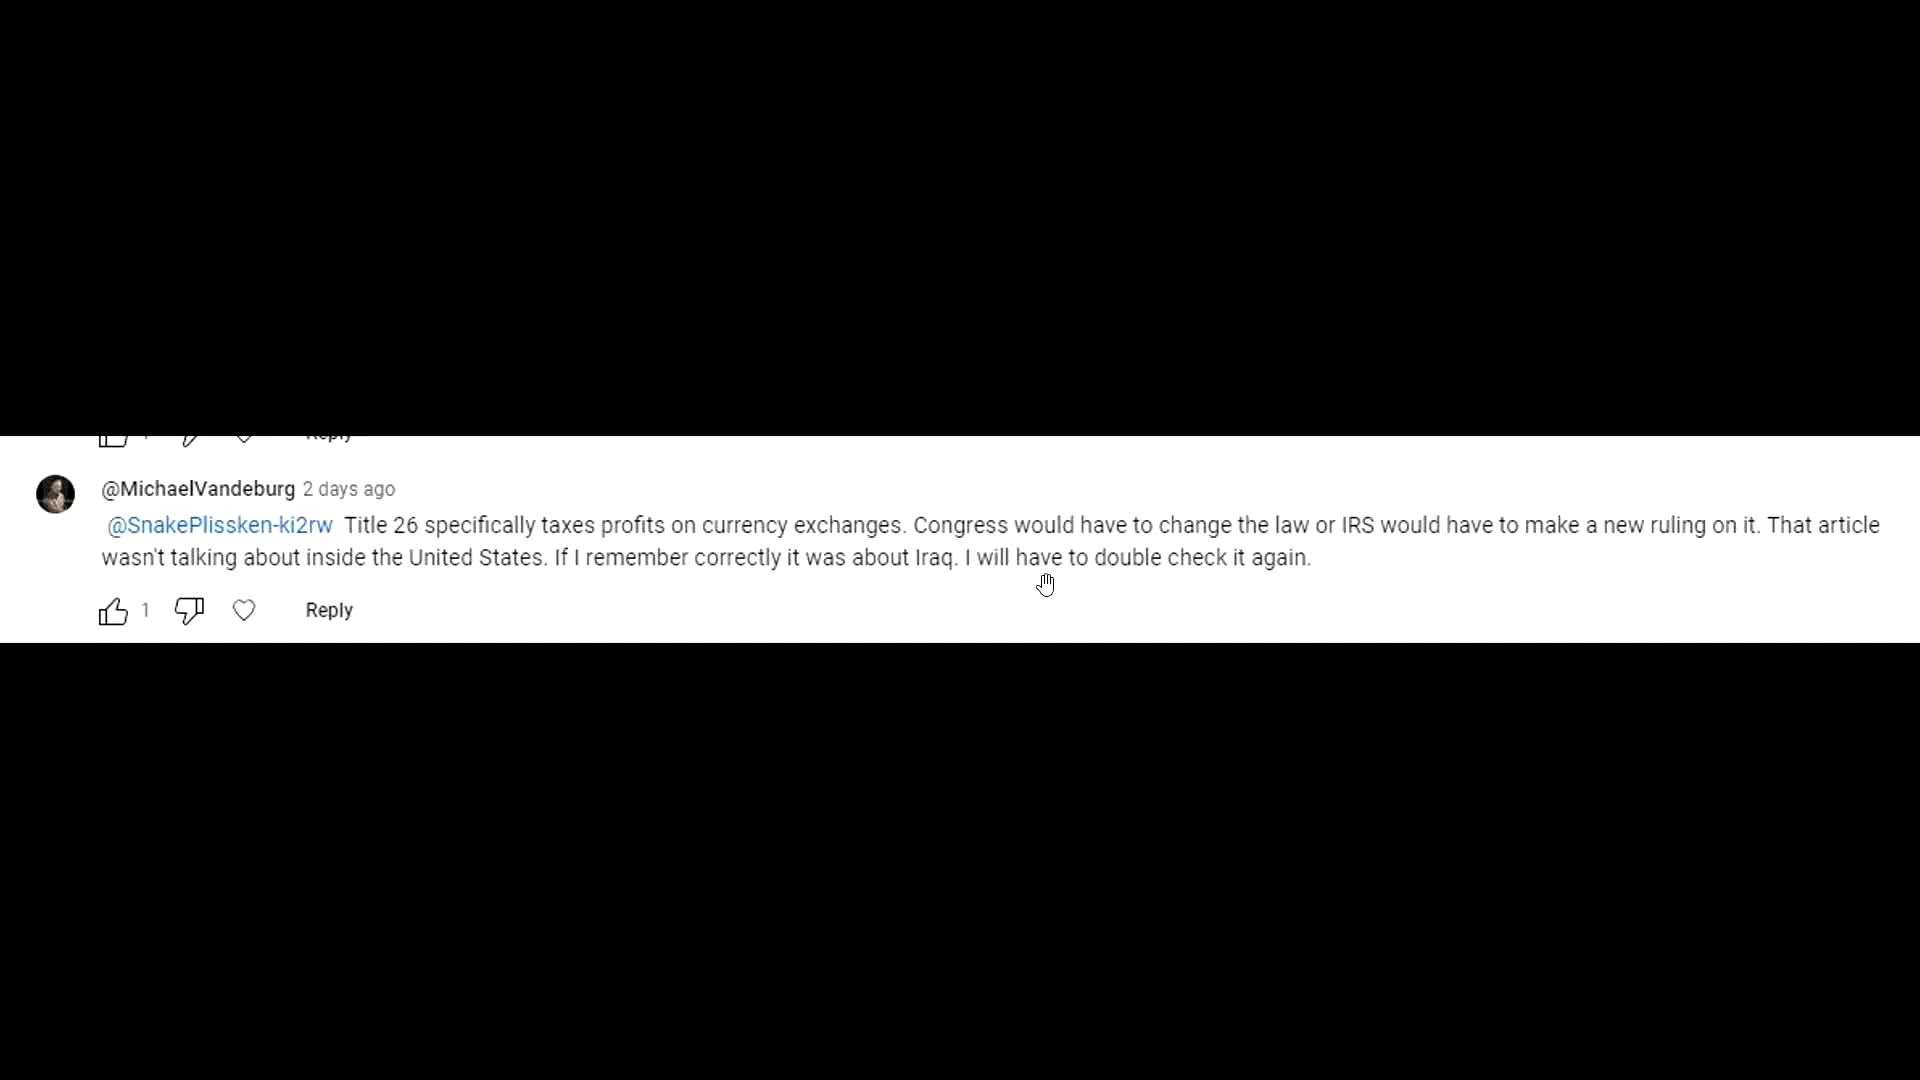 Reply
@MichaelVandeburg 2 days ago
@SnakePlissken-ki2rw Title 26 specifically taxes profits on currency exchanges. Congress would have to change the law or IRS would have to make a new ruling on it. That article
wasn't talking about inside the United States. If I remember correctly it was about Iraq. I will have to double check it again.
1 Reply